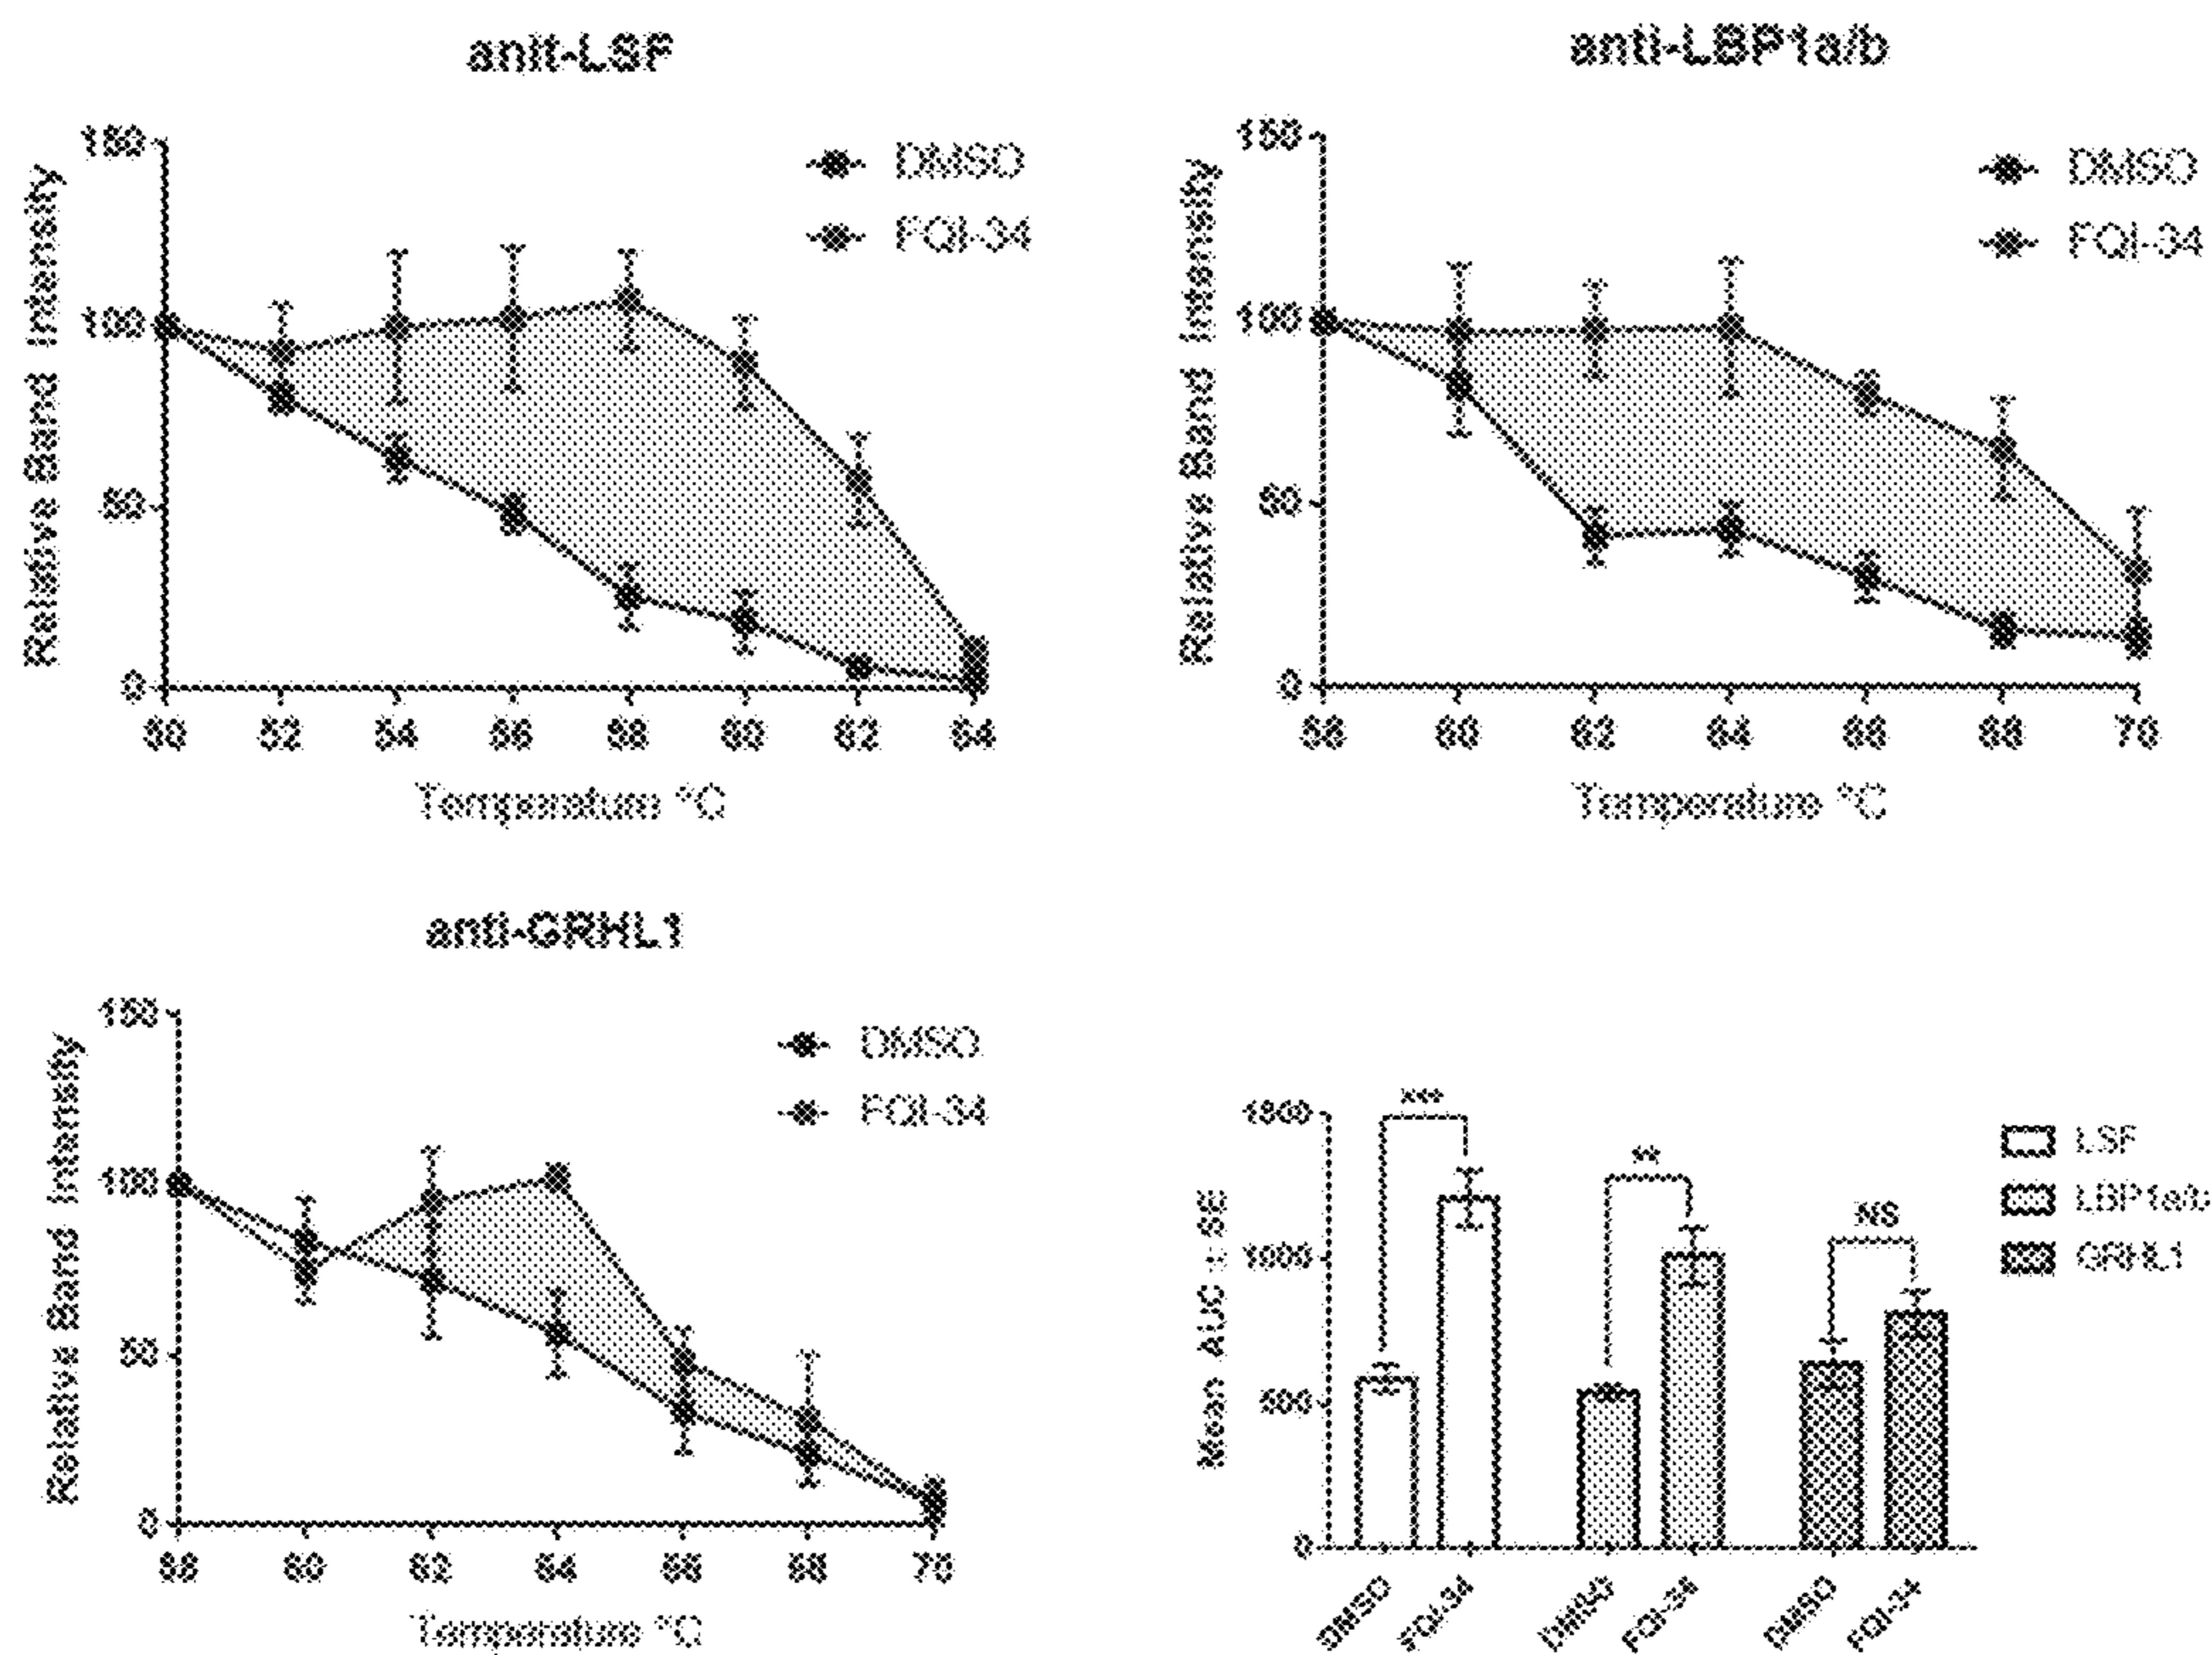 anit-LSF
150
100
50
0
Relative Band Intensity
DMSO
FQI-34
50 52 54 56 58 60 62 64
Temperature °C
anti-LBP1a/b
150
100
50
0
Relative Band Intensity
DMSO
FQI-34
58 60 62 64 66 68 70
Temperature °C
anti-GRHL1
150
100
50
0
Relative Band Intensity
DMSO
FQI-34
58 60 62 64 66 68 70
Temperature °C
1500
1000
500
0
Mean AUC ± SE
***
**
NS
LSF
LBP1a/b
GRHL1
DMSO FQI-34 DMSO FQI-34 DMSO FQI-34